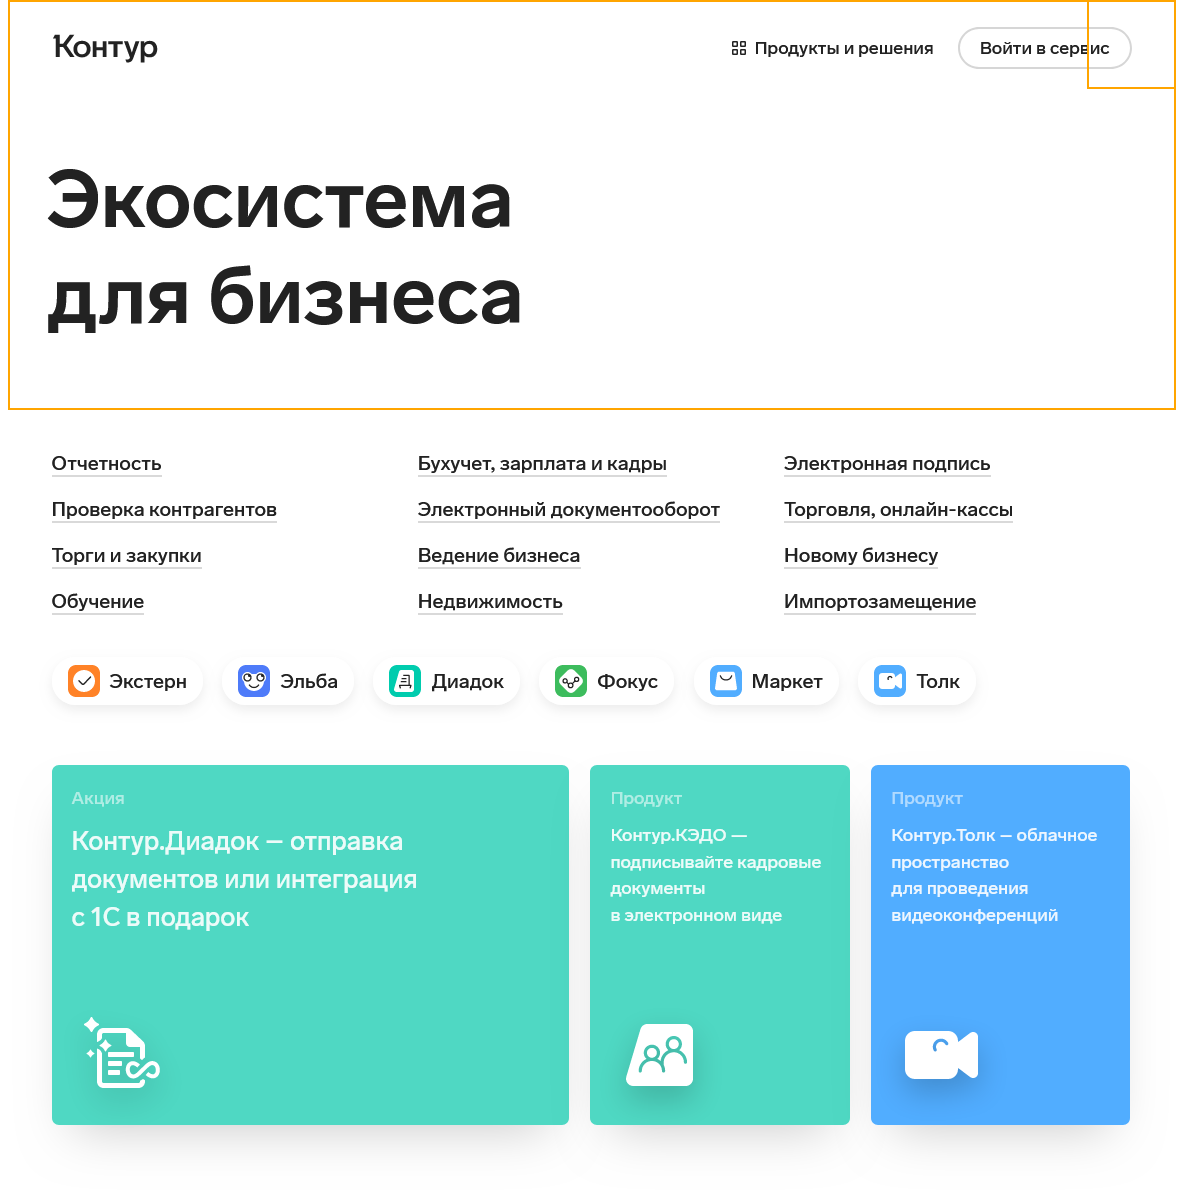 Контур
Продукты и решения
Войти в сервис
Экосистема
для бизнеса
Отчетность
Бухучет, зарплата и кадры
Электронная подпись
Проверка контрагентов
Электронный документооборот
Торговля, онлайн-кассы
Торги и закупки
Ведение бизнеса
Новому бизнесу
Обучение
Недвижимость
Импортозамещение
Экстерн
Эльба
Диадок
Фокус
Маркет
Толк
Акция
Контур.Диадок — отправка
документов или интеграция
с 1С в подарок
Продукт
Контур.КЭДО —
подписывайте кадровые
документы
в электронном виде
Продукт
Контур.Толк — облачное
пространство
для проведения
видеоконференций